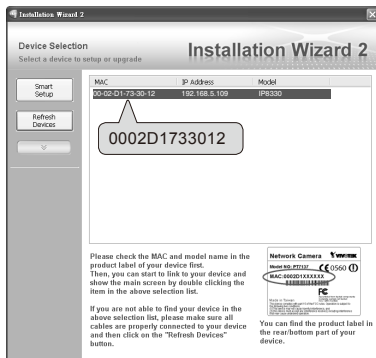 Installation Wizard 2
Device Selection
Select a device to setup or upgrade
Installation Wizard 2
Smart
Setup
Refresh
Devices
MAC IP Address Model
00-02-D1-73-30-12 192.168.5.109 IP8330
0002D1733012
Please check the MAC and model name in the
product label of your device first.
Then, you can start to link to your device and
show the main screen by double clicking the
item in the above selection list.
If you are not able to find your device in the
above selection list, please make sure all
cables are properly connected to your device
and then click on the "Refresh Devices"
button.
Network Camera VIVOTEK
Model NO: PT7137 CE 0560
MAC:0002D1XXXXXX
Made in Taiwan
FC
You can find the product label in
the rear/bottom part of your
device.